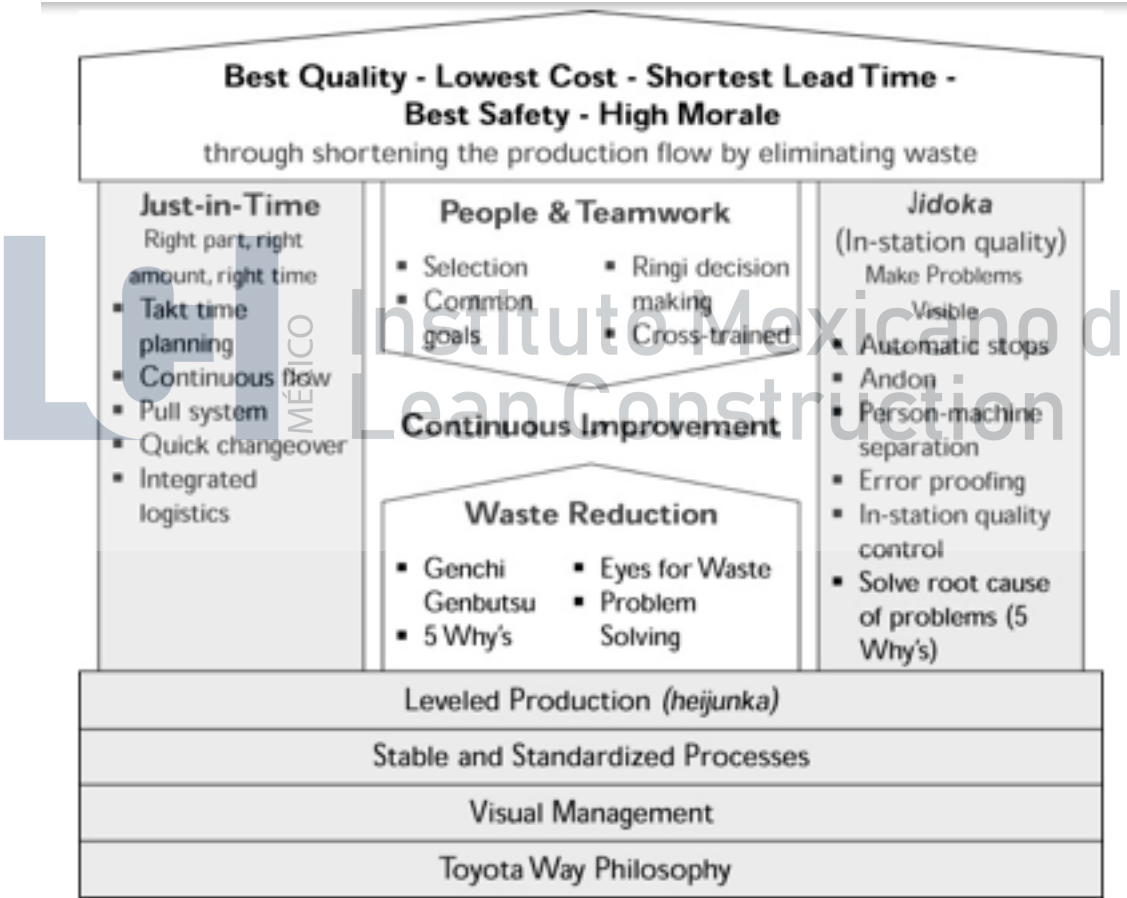 Best Quality - Lowest Cost - Shortest Lead Time -
Best Safety - High Morale
through shortening the production flow by eliminating waste
Just-in-Time
Right part, right
amount, right time
▪ Takt time
planning
▪ Continuous flow
▪ Pull system
▪ Quick changeover
▪ Integrated
logistics
People & Teamwork
▪ Selection
▪ Common
goals
▪ Ringi decision
making
▪ Cross-trained
Continuous Improvement
Waste Reduction
▪ Genchi
Genbutsu
▪ 5 Why's
▪ Eyes for Waste
▪ Problem
Solving
Jidoka
(In-station quality)
Make Problems
Visible
▪ Automatic stops
▪ Andon
▪ Person-machine
separation
▪ Error proofing
▪ In-station quality
control
▪ Solve root cause
of problems (5
Why's)
Leveled Production (heijunka)
Stable and Standardized Processes
Visual Management
Toyota Way Philosophy
LCI
MÉXICO
Instituto Mexicano d
Lean Construction